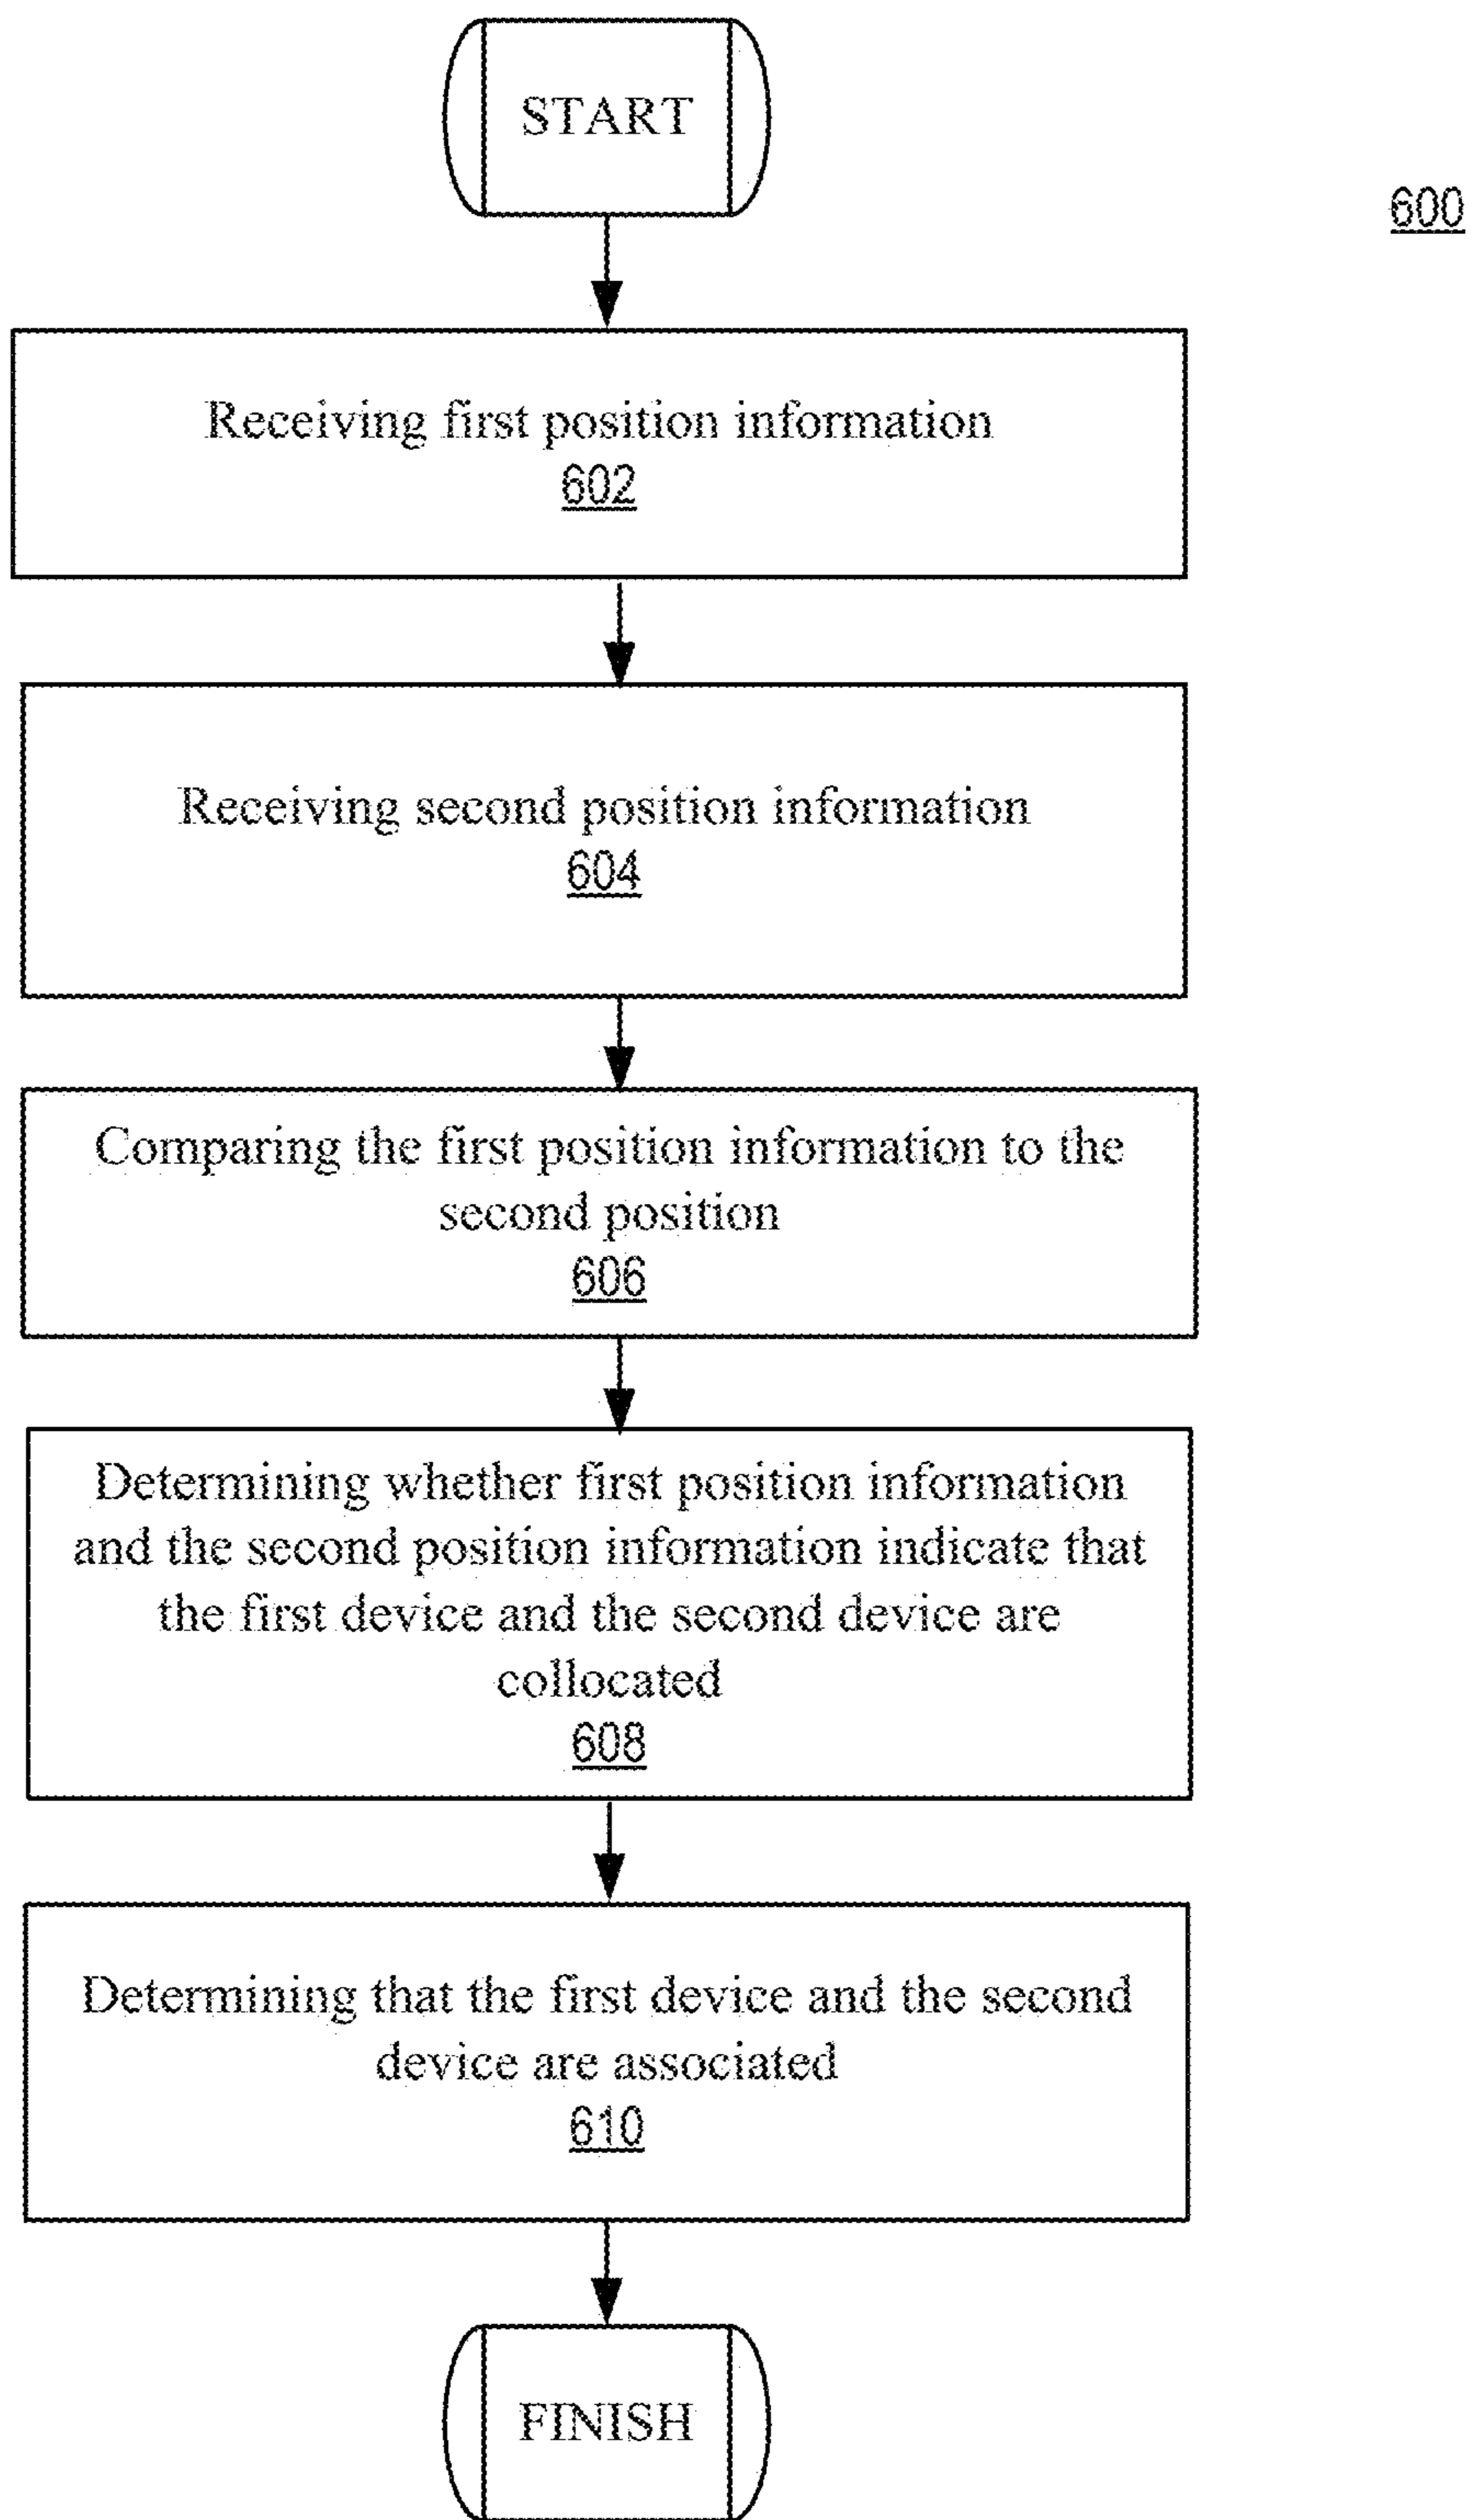 START
600
Receiving first position information
602
Receiving second position information
604
Comparing the first position information to the
second position
606
Determining whether first position information
and the second position information indicate that
the first device and the second device are
collocated
608
Determining that the first device and the second
device are associated
610
FINISH